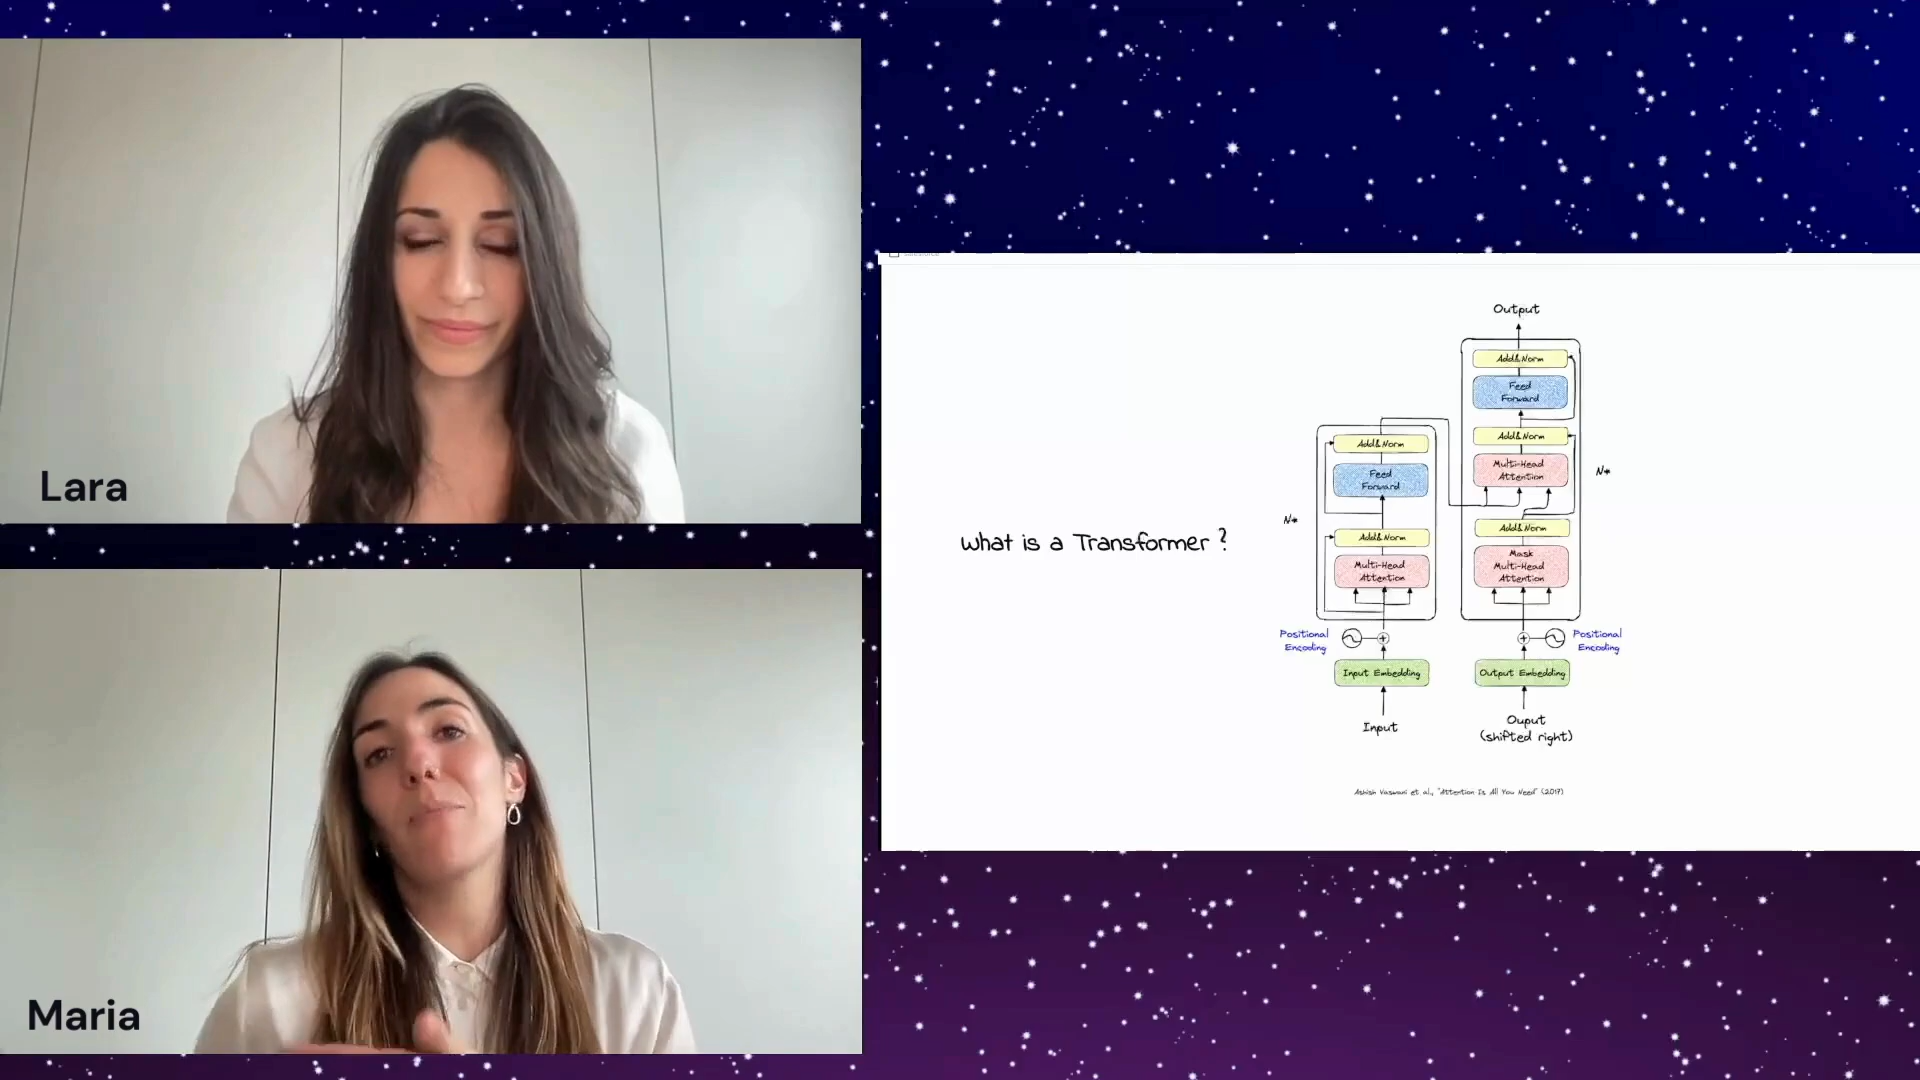 Lara
Maria
What is a Transformer ?
Output
Add&Norm
Feed
Forward
Add&Norm
Multi-Head
Attention
N*
Add&Norm
Mask
Multi-Head
Attention
Add&Norm
Feed
Forward
N*
Add&Norm
Multi-Head
Attention
Positional
Encoding
Positional
Encoding
Input Embedding
Output Embedding
Input
Ouput
(shifted right)
Ashish Vaswani et al., "Attention Is All You Need" (2017)